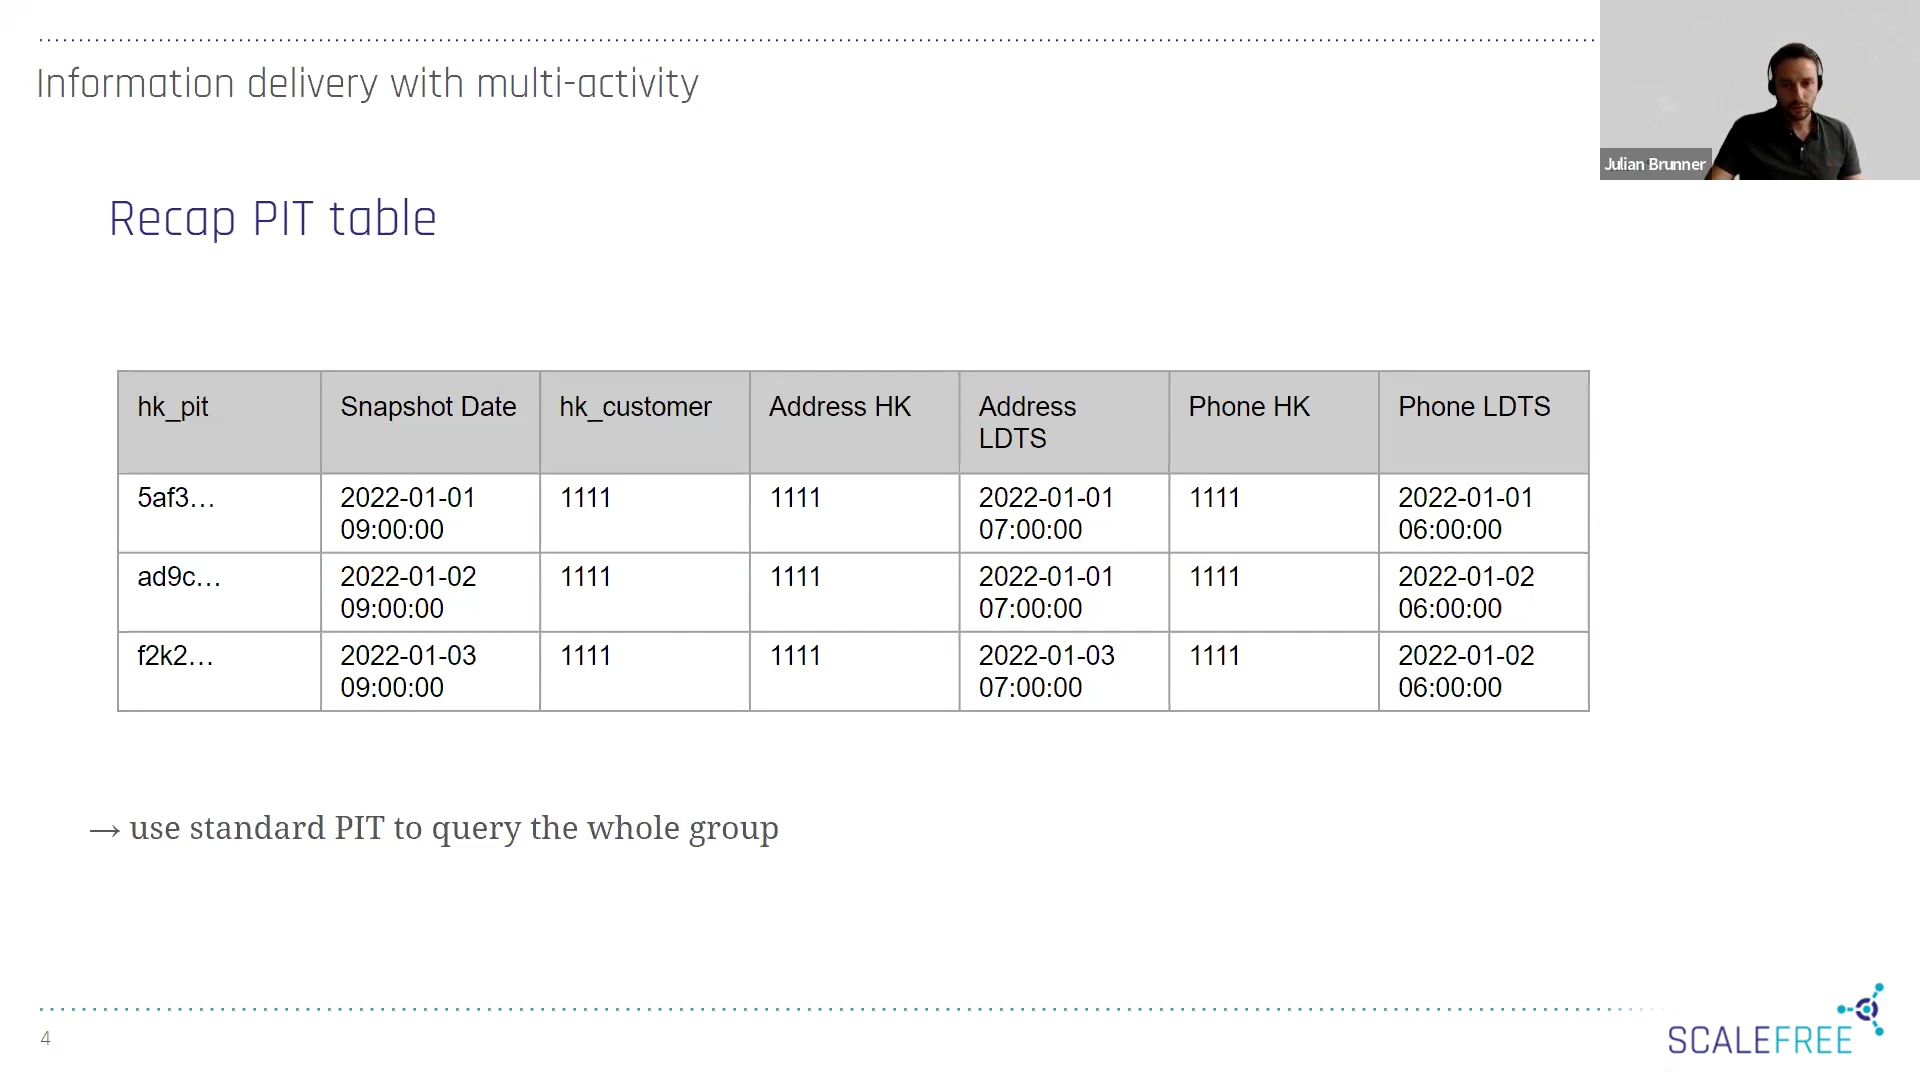 Information delivery with multi-activity
Julian Brunner
Recap PIT table
hk_pit
Snapshot Date
hk_customer
Address HK
Address
LDTS
Phone HK
Phone LDTS
5af3…
2022-01-01
09:00:00
1111
1111
2022-01-01
07:00:00
1111
2022-01-01
06:00:00
ad9c…
2022-01-02
09:00:00
1111
1111
2022-01-01
07:00:00
1111
2022-01-02
06:00:00
f2k2…
2022-01-03
09:00:00
1111
1111
2022-01-03
07:00:00
1111
2022-01-02
06:00:00
→ use standard PIT to query the whole group
4
SCALEFREE